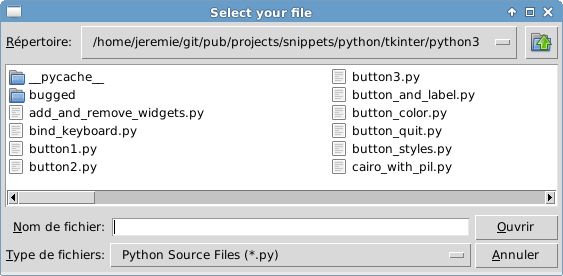 Select your file
Répertoire: /home/jeremie/git/pub/projects/snippets/python/tkinter/python3
__pycache__
bugged
add_and_remove_widgets.py
bind_keyboard.py
button1.py
button2.py
button3.py
button_and_label.py
button_color.py
button_quit.py
button_styles.py
cairo_with_pil.py
Nom de fichier: Ouvrir
Type de fichiers: Python Source Files (*.py) Annuler